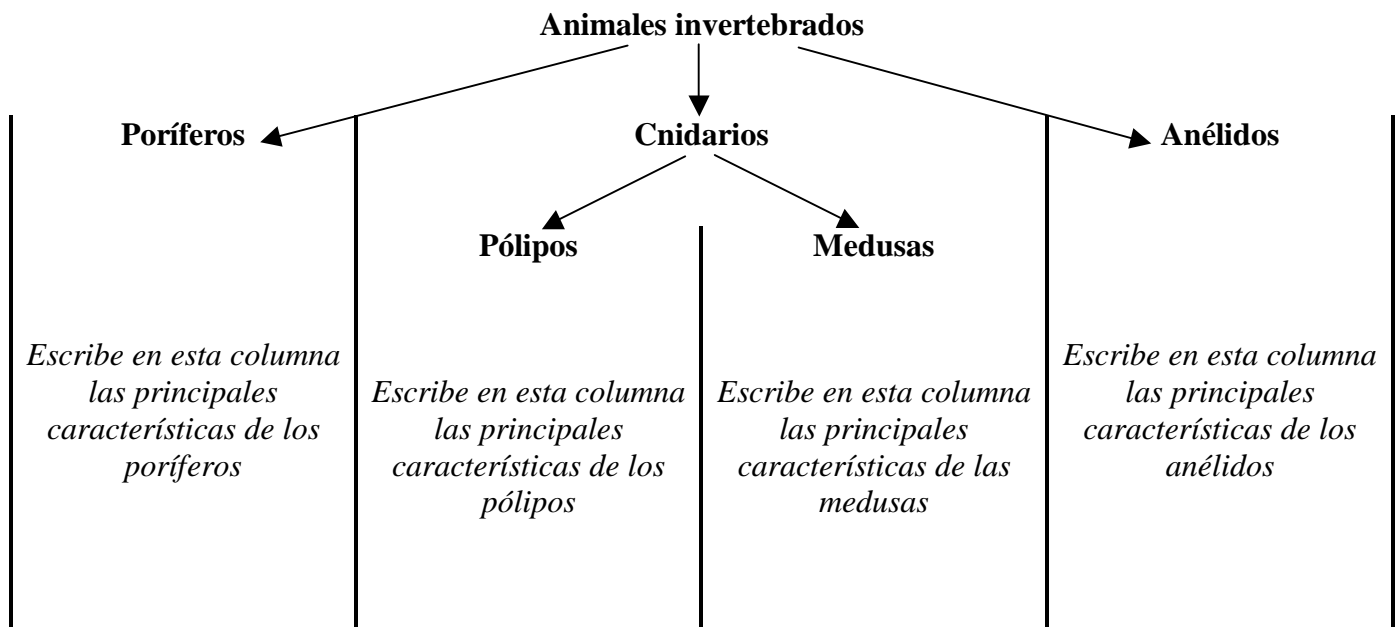 Animales invertebrados
Poríferos
Cnidarios
Anélidos
Pólipos
Medusas
Escribe en esta columna
las principales
características de los
poríferos
Escribe en esta columna
las principales
características de los
pólipos
Escribe en esta columna
las principales
características de las
medusas
Escribe en esta columna
las principales
características de los
anélidos